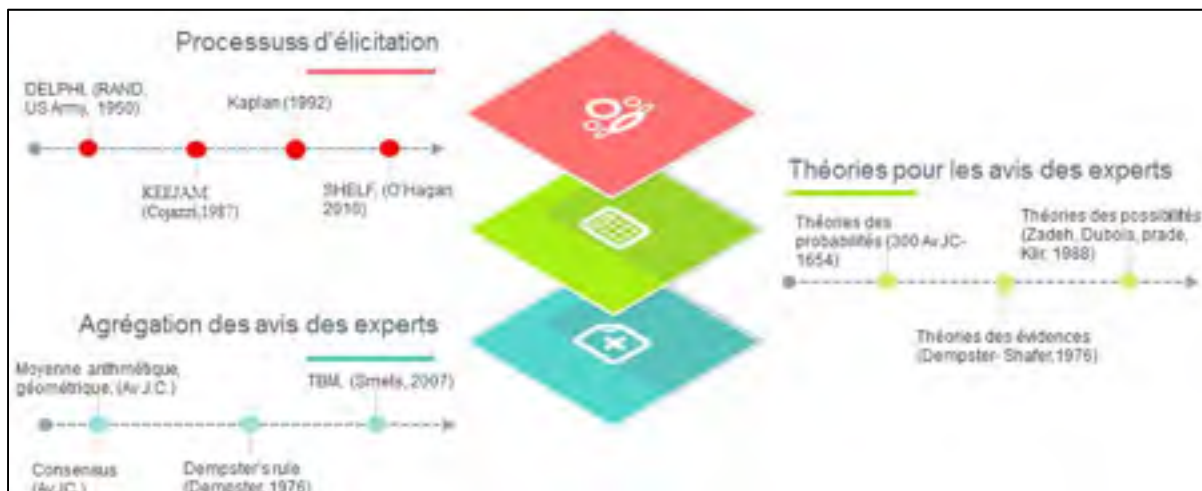 Processuss d'élicitation
DELPHI, (RAND,
US Army, 1950)
Kaplan (1992)
KEEJAM,
(Cojazzi,1987)
SHELF, (O'Hagan
2010)
Théories pour les avis des experts
Théories des
probabilités (300 Av JC-
1654)
Théories des possibilités
(Zadeh, Dubois, prade,
Klir, 1988)
Théories des évidences
(Dempster- Shafer,1976)
Agrégation des avis des experts
Moyenne arithmétique,
géométrique, (Av J.C.)
TBM, (Smets, 2007)
Consensus
(Av JC.)
Dempster's rule
(Dempster, 1976)